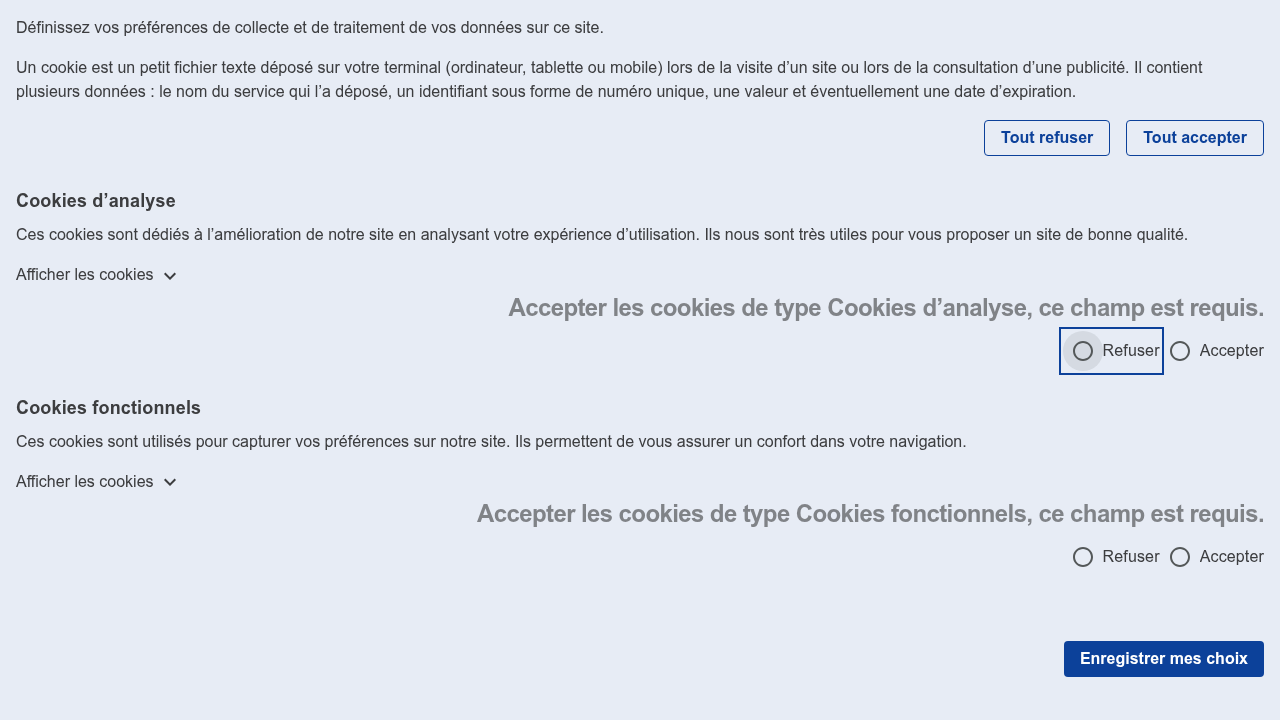 Définissez vos préférences de collecte et de traitement de vos données sur ce site.
Un cookie est un petit fichier texte déposé sur votre terminal (ordinateur, tablette ou mobile) lors de la visite d’un site ou lors de la consultation d’une publicité. Il contient
plusieurs données : le nom du service qui l’a déposé, un identifiant sous forme de numéro unique, une valeur et éventuellement une date d’expiration.
Tout refuser Tout accepter
Cookies d’analyse
Ces cookies sont dédiés à l’amélioration de notre site en analysant votre expérience d’utilisation. Ils nous sont très utiles pour vous proposer un site de bonne qualité.
Afficher les cookies
Accepter les cookies de type Cookies d’analyse, ce champ est requis.
Refuser Accepter
Cookies fonctionnels
Ces cookies sont utilisés pour capturer vos préférences sur notre site. Ils permettent de vous assurer un confort dans votre navigation.
Afficher les cookies
Accepter les cookies de type Cookies fonctionnels, ce champ est requis.
Refuser Accepter
Enregistrer mes choix